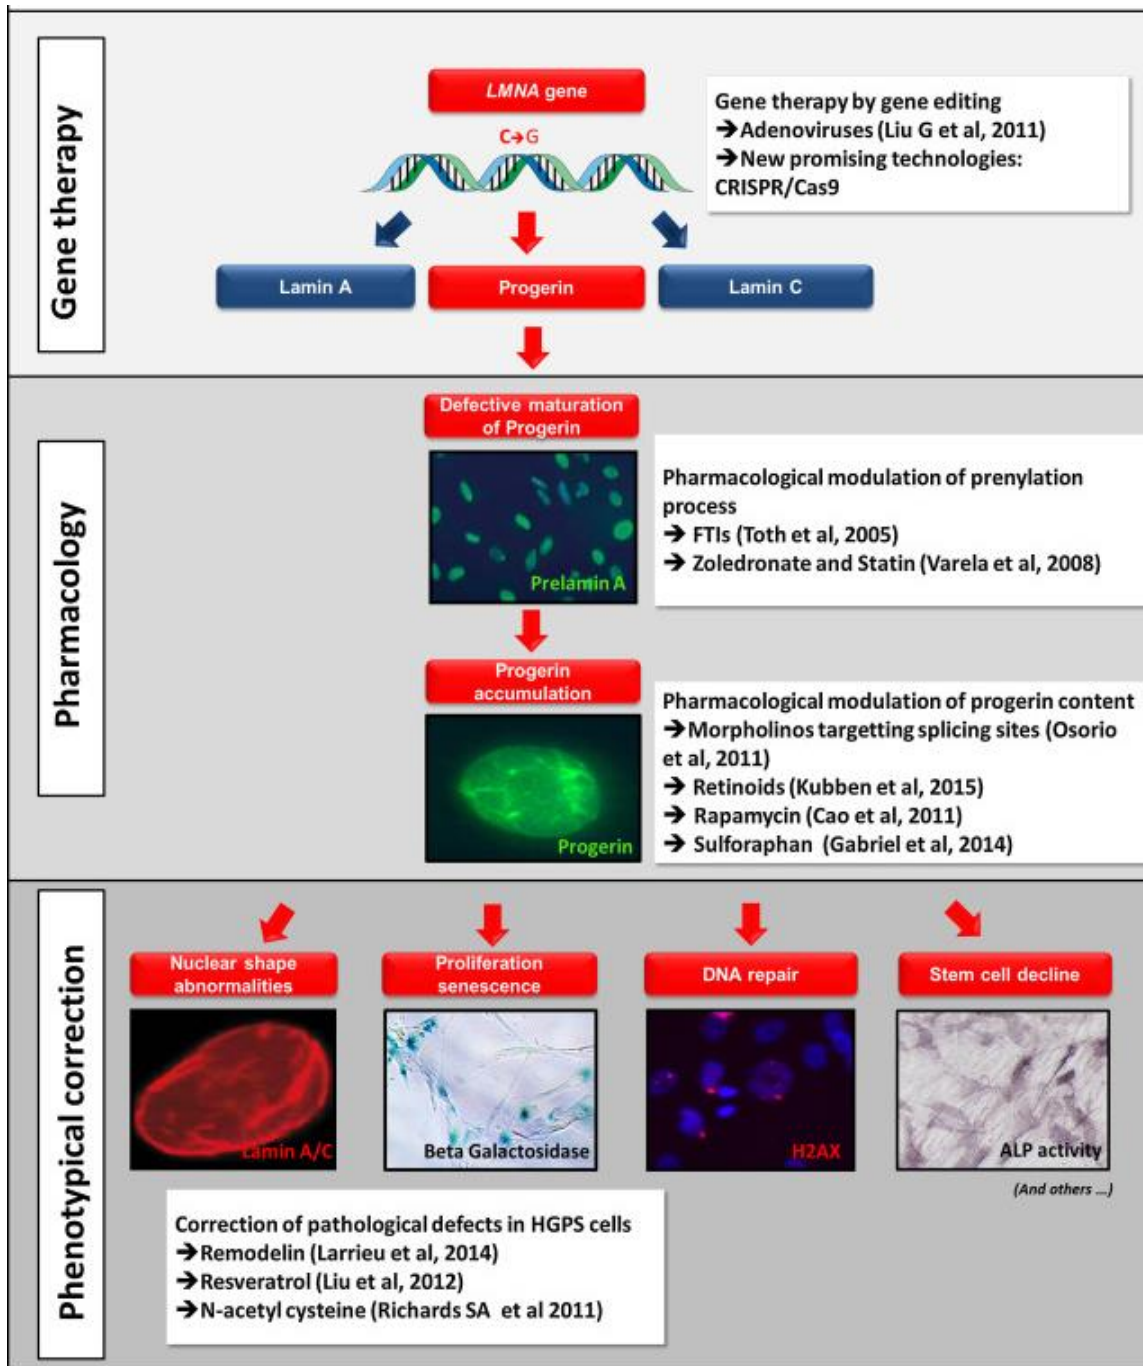 Gene therapy
LMNA gene
C→G
Gene therapy by gene editing
➔Adenoviruses (Liu G et al, 2011)
➔New promising technologies:
CRISPR/Cas9
Lamin A
Progerin
Lamin C
Pharmacology
Defective maturation
of Progerin
Prelamin A
Pharmacological modulation of prenylation
process
➔ FTIs (Toth et al, 2005)
➔ Zoledronate and Statin (Varela et al, 2008)
Progerin
accumulation
Progerin
Pharmacological modulation of progerin content
➔Morpholinos targetting splicing sites (Osorio
et al, 2011)
➔ Retinoids (Kubben et al, 2015)
➔ Rapamycin (Cao et al, 2011)
➔ Sulforaphan (Gabriel et al, 2014)
Phenotypical correction
Nuclear shape
abnormalities
Lamin A/C
Proliferation
senescence
Beta Galactosidase
DNA repair
H2AX
Stem cell decline
ALP activity
(And others ...)
Correction of pathological defects in HGPS cells
➔Remodelin (Larrieu et al, 2014)
➔Resveratrol (Liu et al, 2012)
➔N-acetyl cysteine (Richards SA et al 2011)